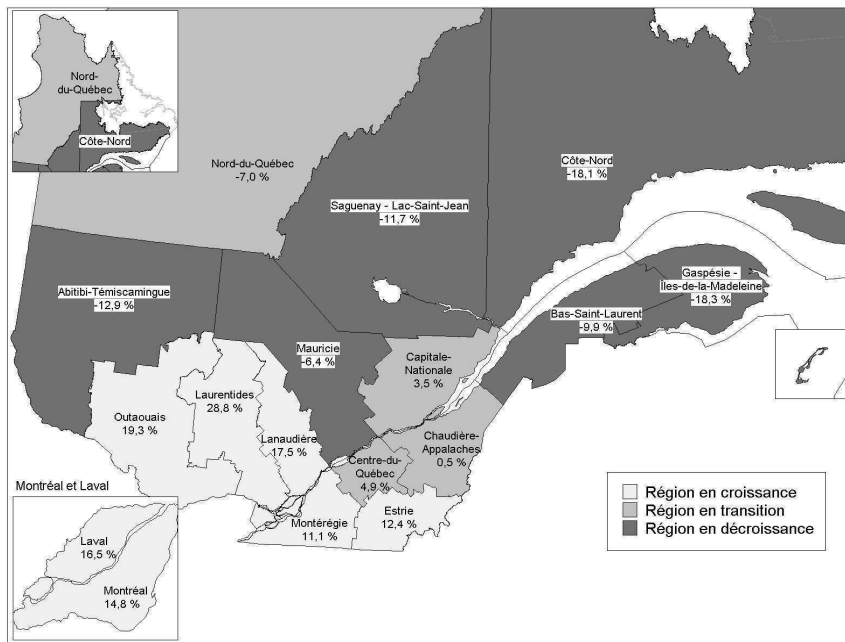 Nord-
du-Québec
Côte-Nord
Nord-du-Québec
-7,0 %
Côte-Nord
-18,1 %
Saguenay - Lac-Saint-Jean
-11,7 %
Gaspésie -
Îles-de-la-Madeleine
-18,3 %
Abitibi-Témiscamingue
-12,9 %
Bas-Saint-Laurent
-9,9 %
Mauricie
-6,4 %
Capitale-
Nationale
3,5 %
Laurentides
28,8 %
Outaouais
19,3 %
Lanaudière
17,5 %
Chaudière-
Appalaches
0,5 %
Centre-du-
Québec
4,9 %
Estrie
12,4 %
Montérégie
11,1 %
Montréal et Laval
Laval
16,5 %
Montréal
14,8 %
Région en croissance
Région en transition
Région en décroissance